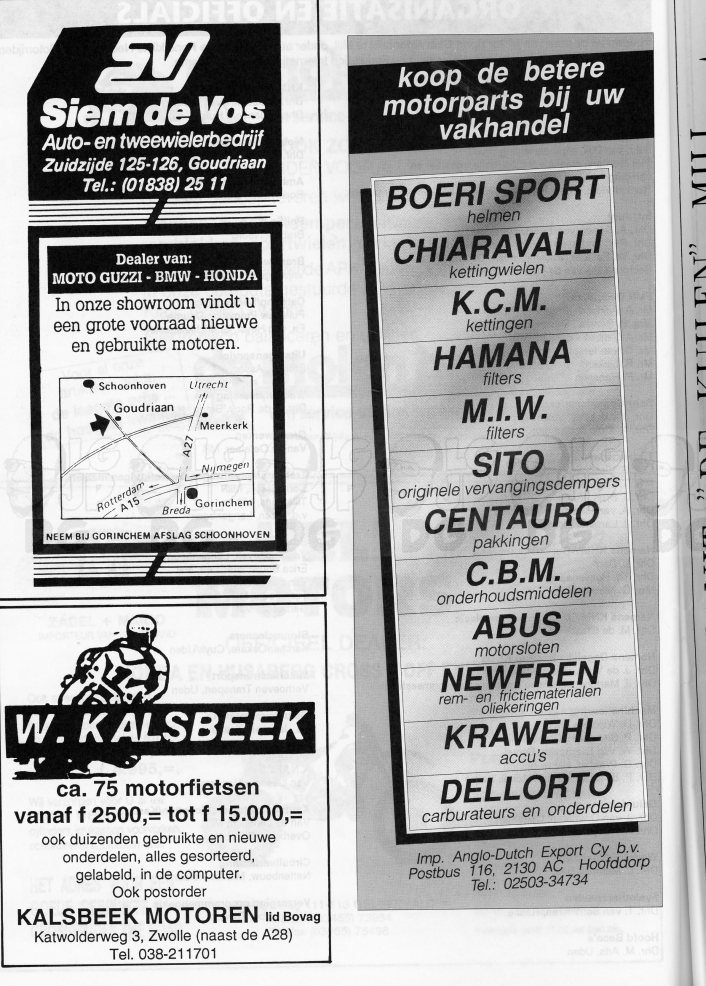 SV
Siem de Vos
Auto- en tweewielerbedrijf
Zuidzijde 125-126, Goudriaan
Tel.: (01838) 25 11
Dealer van:
MOTO GUZZI - BMW - HONDA
In onze showroom vindt u
een grote voorraad nieuwe
en gebruikte motoren.
Schoonhoven
Utrecht
Goudriaan
Meerkerk
A27
Nijmegen
Rotterdam
A15
Breda
Gorinchem
NEEM BIJ GORINCHEM AFSLAG SCHOONHOVEN
W. KALSBEEK
ca. 75 motorfietsen
vanaf f 2500,= tot f 15.000,=
ook duizenden gebruikte en nieuwe
onderdelen, alles gesorteerd,
gelabeld, in de computer.
Ook postorder
KALSBEEK MOTOREN lid Bovag
Katwolderweg 3, Zwolle (naast de A28)
Tel. 038-211701
koop de betere
motorparts bij uw
vakhandel
BOERI SPORT
helmen
CHIARAVALLI
kettingwielen
K.C.M.
kettingen
HAMANA
filters
M.I.W.
filters
SITO
originele vervangingsdempers
CENTAURO
pakkingen
C.B.M.
onderhoudsmiddelen
ABUS
motorsloten
NEWFREN
rem- en frictiematerialen
oliekeringen
KRAWEHL
accu's
DELLORTO
carburateurs en onderdelen
Imp. Anglo-Dutch Export Cy b.v.
Postbus 116, 2130 AC Hoofddorp
Tel.: 02503-34734